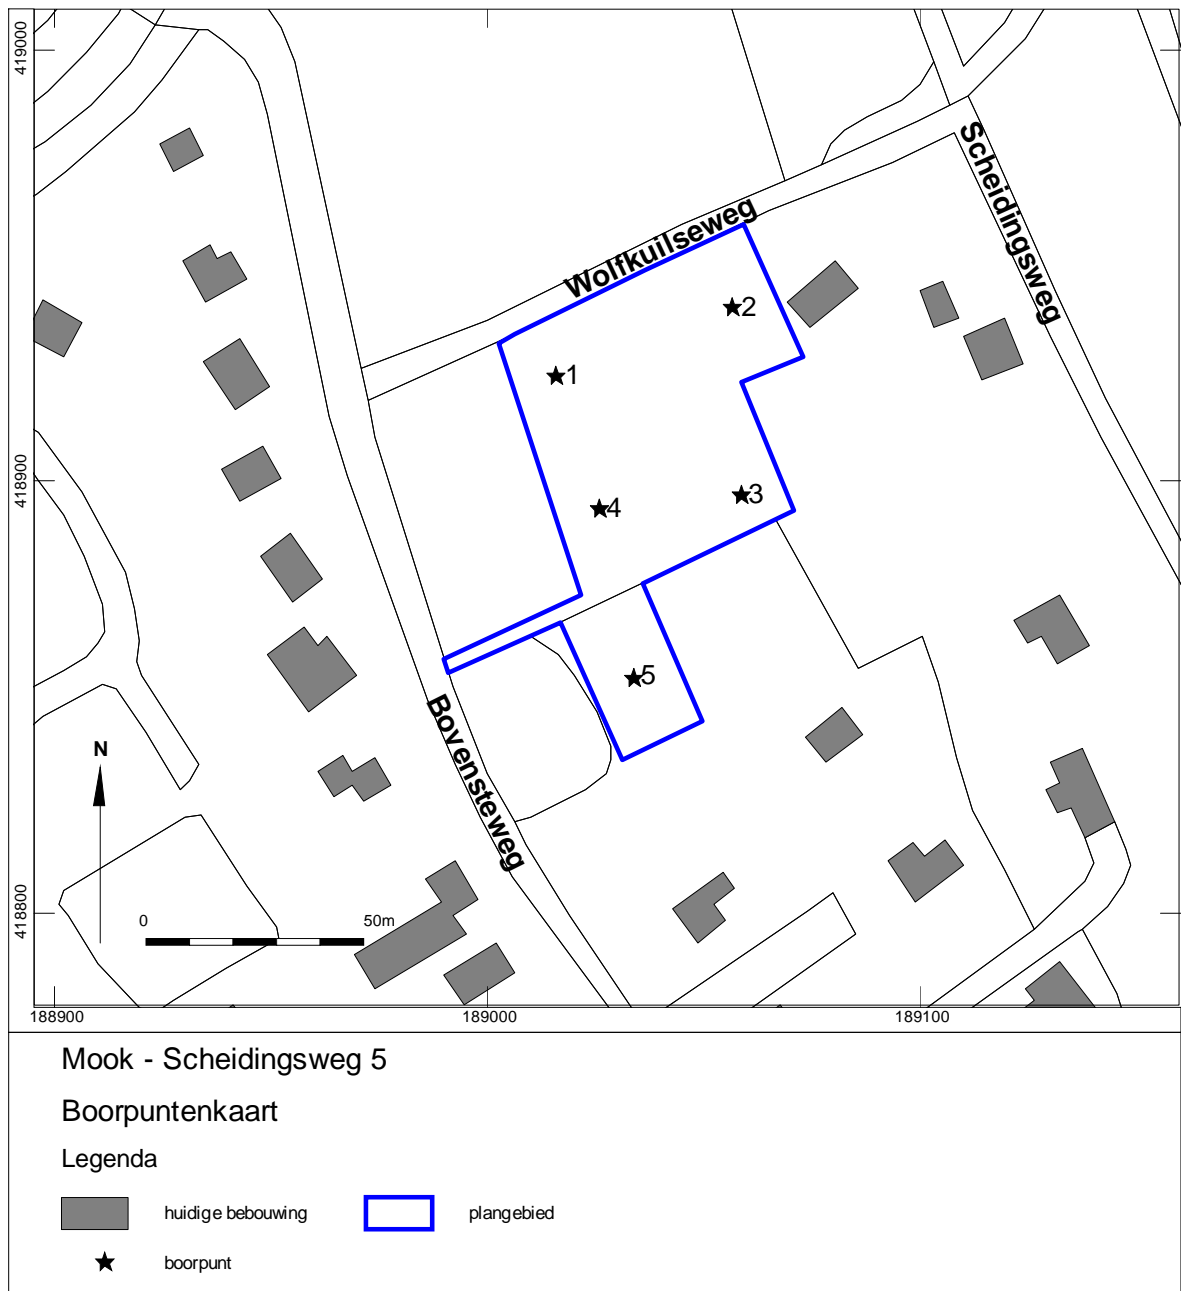 419000
418900
418800
Wolfkuilseweg
Scheidingsweg
2
1
3
4
5
Bovensteweg
N
0 50m
188900 189000 189100
Mook - Scheidingsweg 5
Boorpuntenkaart
Legenda
huidige bebouwing plangebied
boorpunt